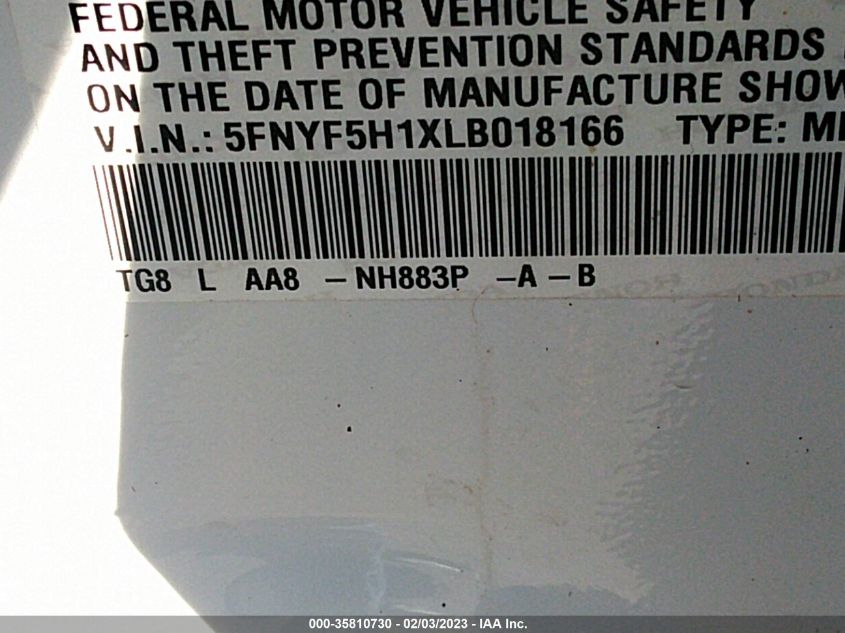 FEDERAL MOTOR VEHICLE SAFETY
AND THEFT PREVENTION STANDARDS
ON THE DATE OF MANUFACTURE SHOW
V.I.N.: 5FNYF5H1XLB018166 TYPE: M
TG8 L AA8 - NH883P -A - B
000-35810730 - 02/03/2023 - IAA Inc.